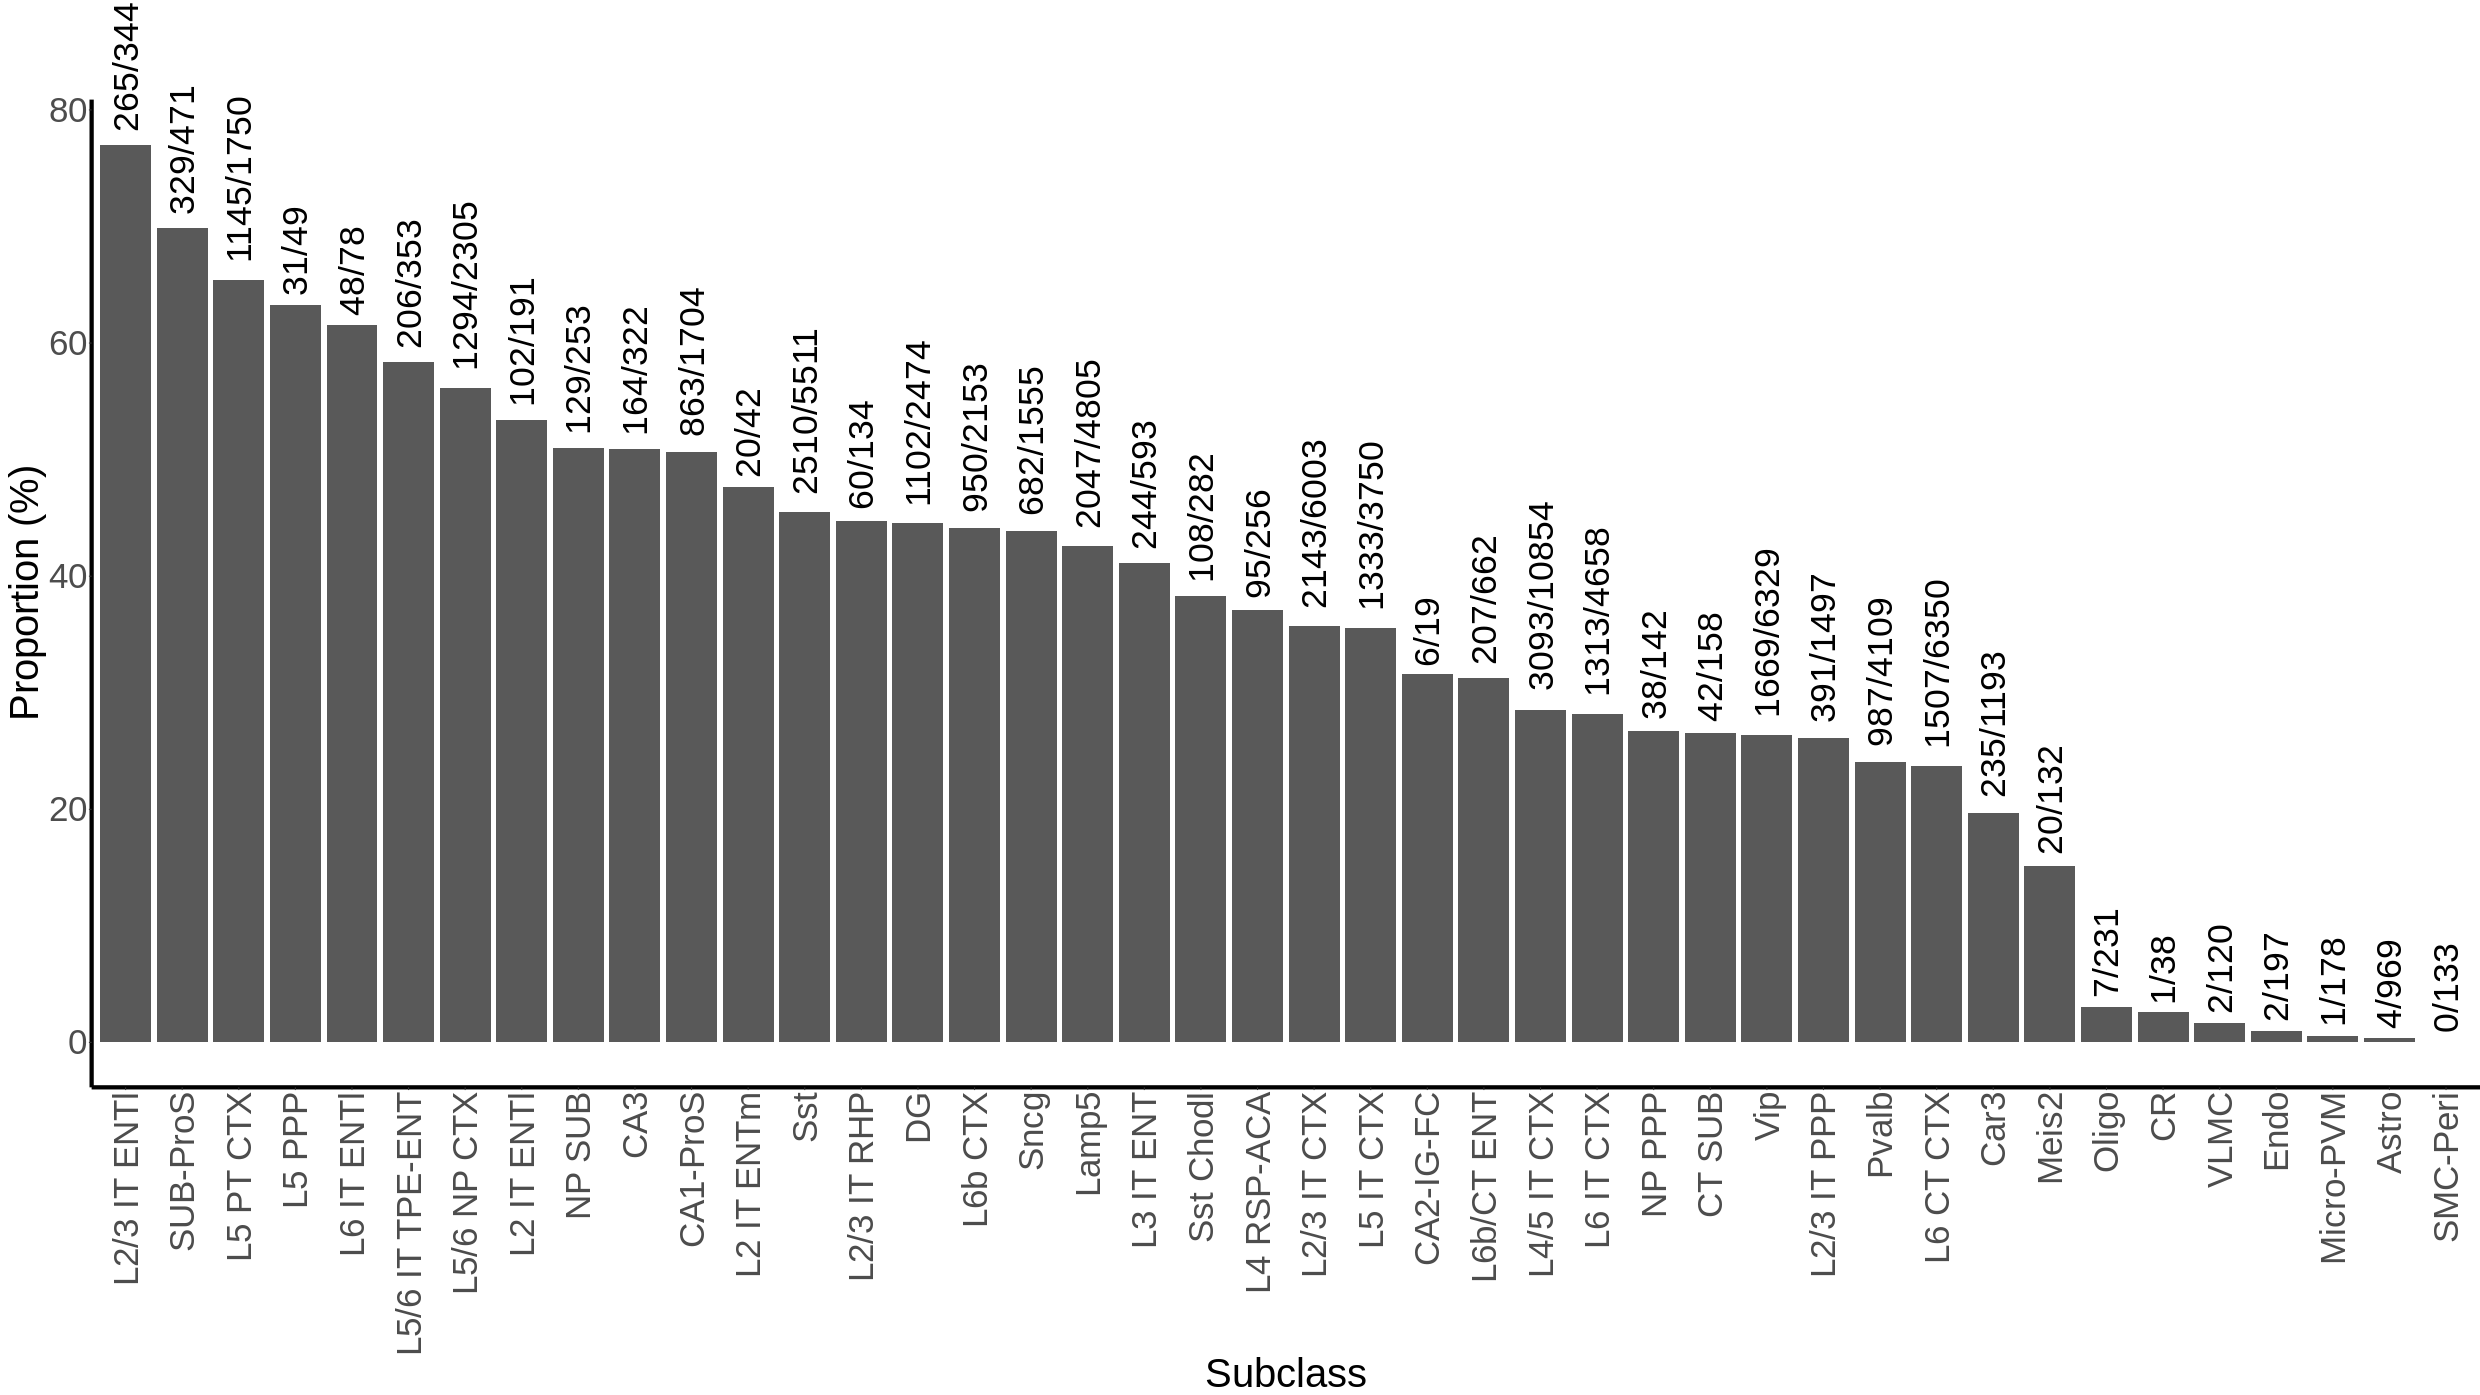 Proportion (%)
80
60
40
20
0
265/344
329/471
1145/1750
31/49
48/78
206/353
1294/2305
102/191
129/253
164/322
863/1704
20/42
2510/5511
60/134
1102/2474
950/2153
682/1555
2047/4805
244/593
108/282
95/256
2143/6003
1333/3750
6/19
207/662
3093/10854
1313/4658
38/142
42/158
1669/6329
391/1497
987/4109
1507/6350
235/1193
20/132
7/231
1/38
2/120
2/197
1/178
4/969
0/133
L2/3 IT ENTl
SUB-ProS
L5 PT CTX
L5 PPP
L6 IT ENTl
L5/6 IT TPE-ENT
L5/6 NP CTX
L2 IT ENTl
NP SUB
CA3
CA1-ProS
L2 IT ENTm
Sst
L2/3 IT RHP
DG
L6b CTX
Sncg
Lamp5
L3 IT ENT
Sst Chodl
L4 RSP-ACA
L2/3 IT CTX
L5 IT CTX
CA2-IG-FC
L6b/CT ENT
L4/5 IT CTX
L6 IT CTX
NP PPP
CT SUB
Vip
L2/3 IT PPP
Pvalb
L6 CT CTX
Car3
Meis2
Oligo
CR
VLMC
Endo
Micro-PVM
Astro
SMC-Peri
Subclass